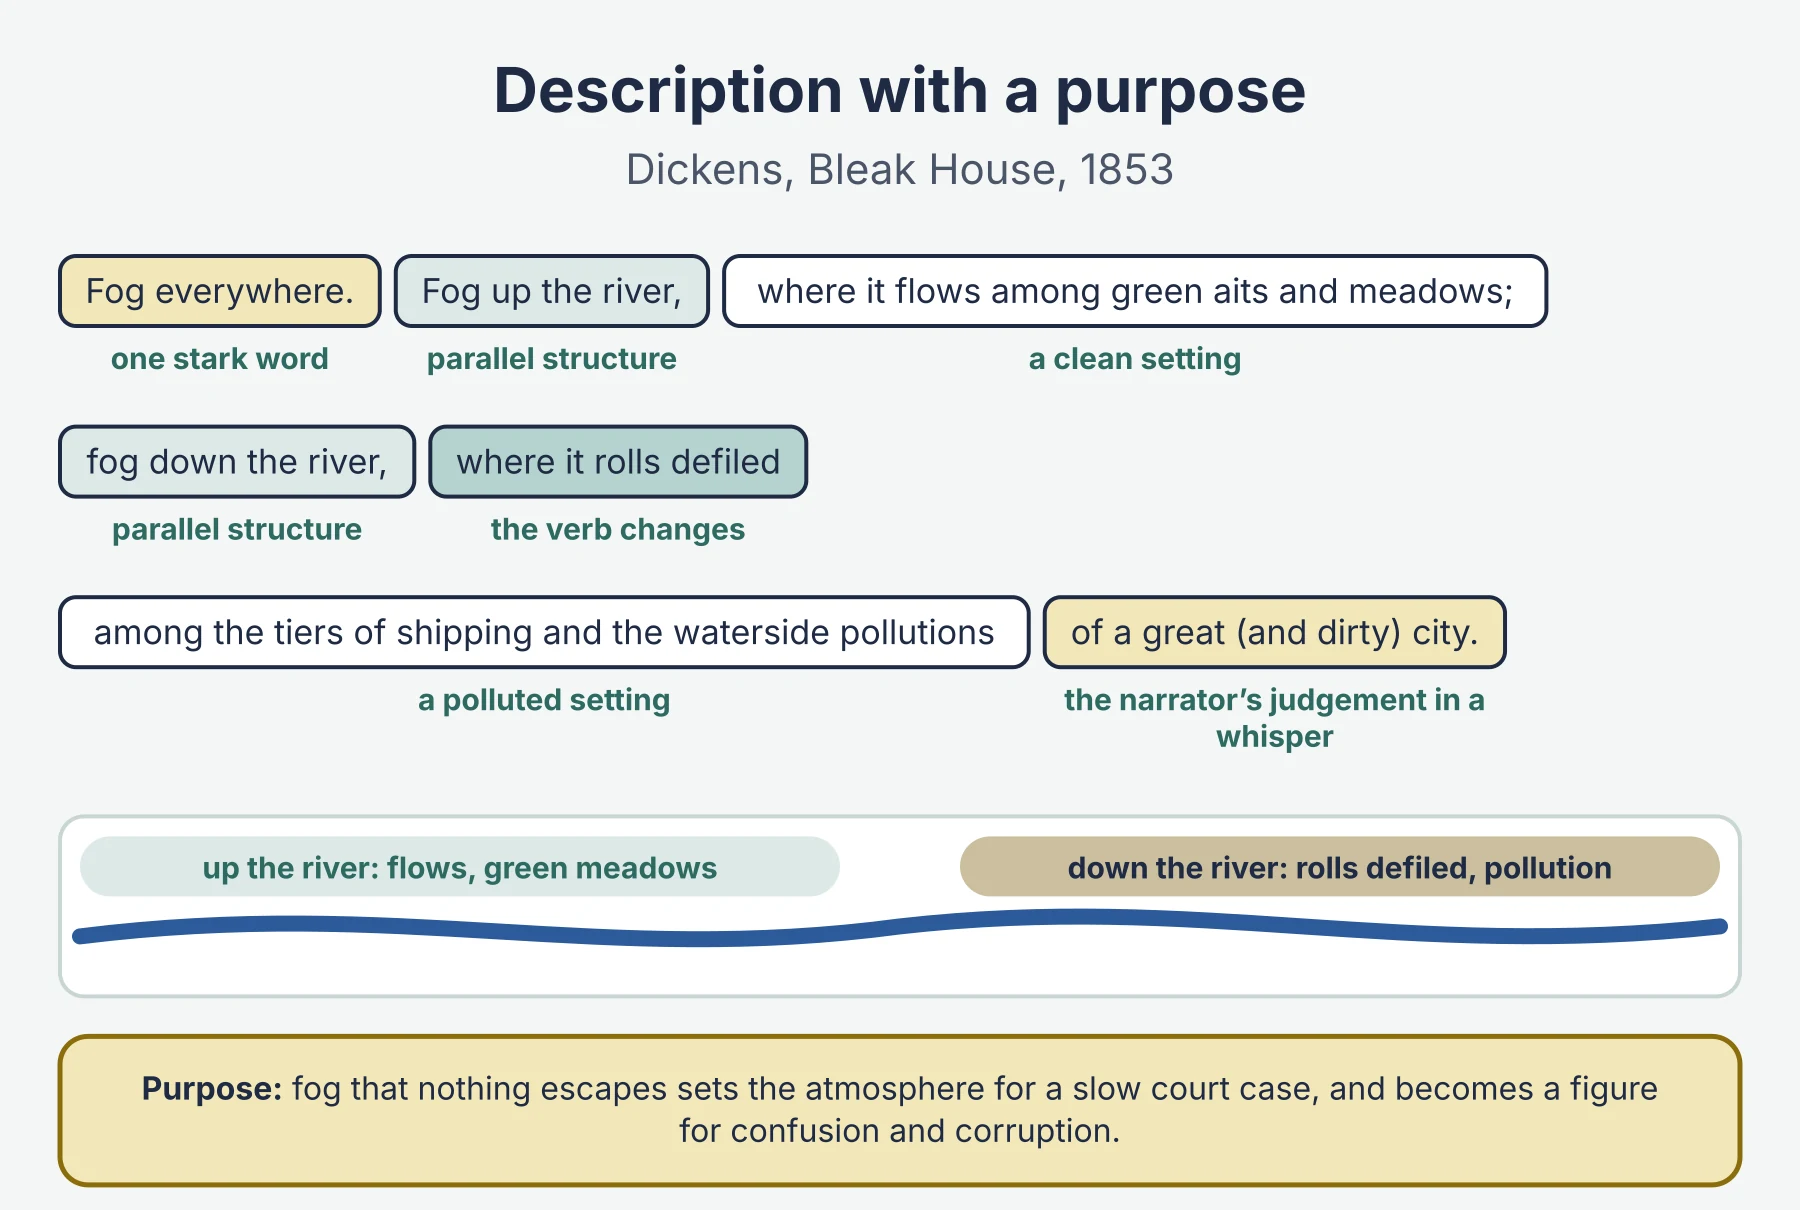 Description with a purpose
Dickens, Bleak House, 1853
Fog everywhere. Fog up the river, where it flows among green aits and meadows;
one stark word parallel structure a clean setting
fog down the river, where it rolls defiled
parallel structure the verb changes
among the tiers of shipping and the waterside pollutions of a great (and dirty) city.
a polluted setting the narrator’s judgement in a
whisper
up the river: flows, green meadows down the river: rolls defiled, pollution
Purpose: fog that nothing escapes sets the atmosphere for a slow court case, and becomes a figure
for confusion and corruption.